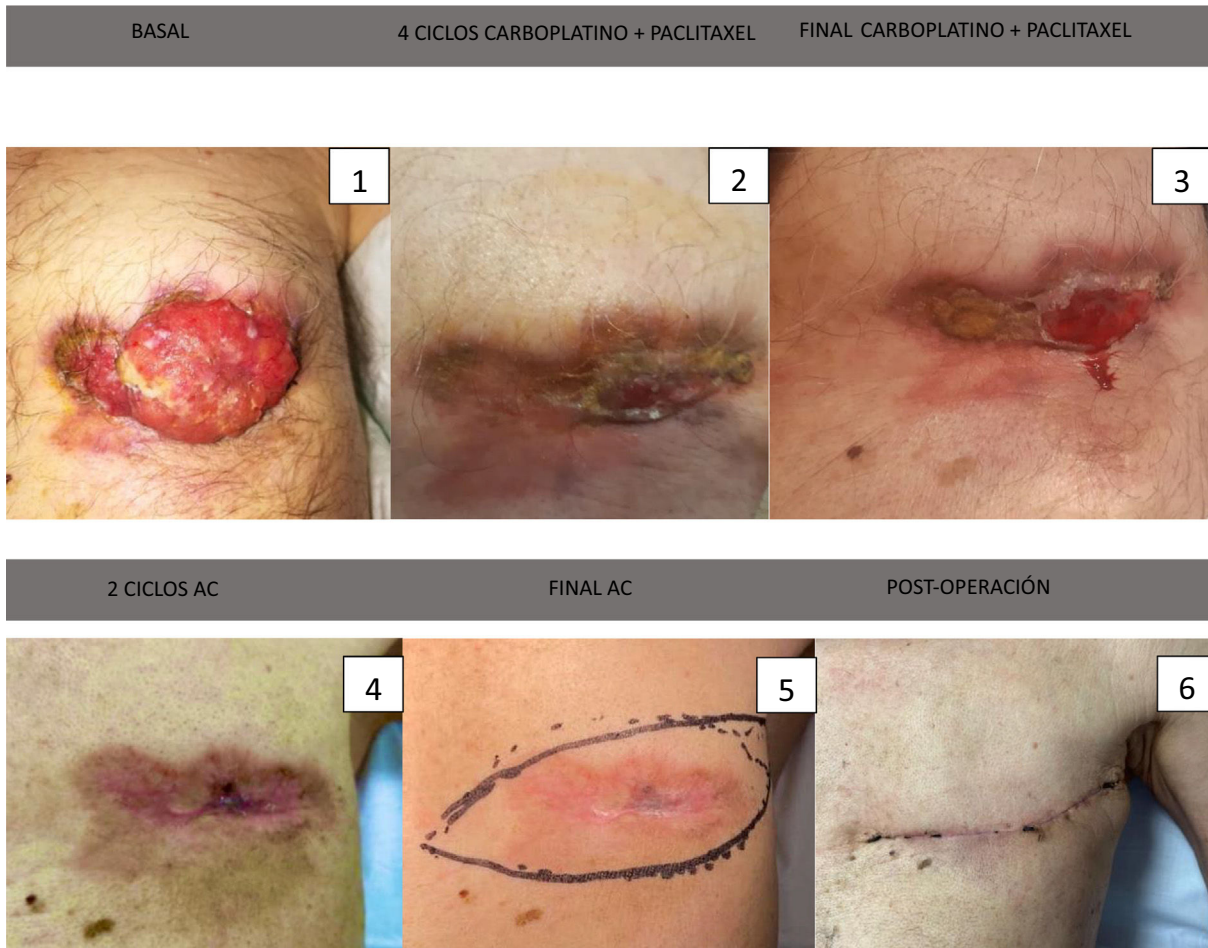 BASAL
4 CICLOS CARBOPLATINO + PACLITAXEL
FINAL CARBOPLATINO + PACLITAXEL
1
2
3
2 CICLOS AC
FINAL AC
POST-OPERACIÓN
4
5
6